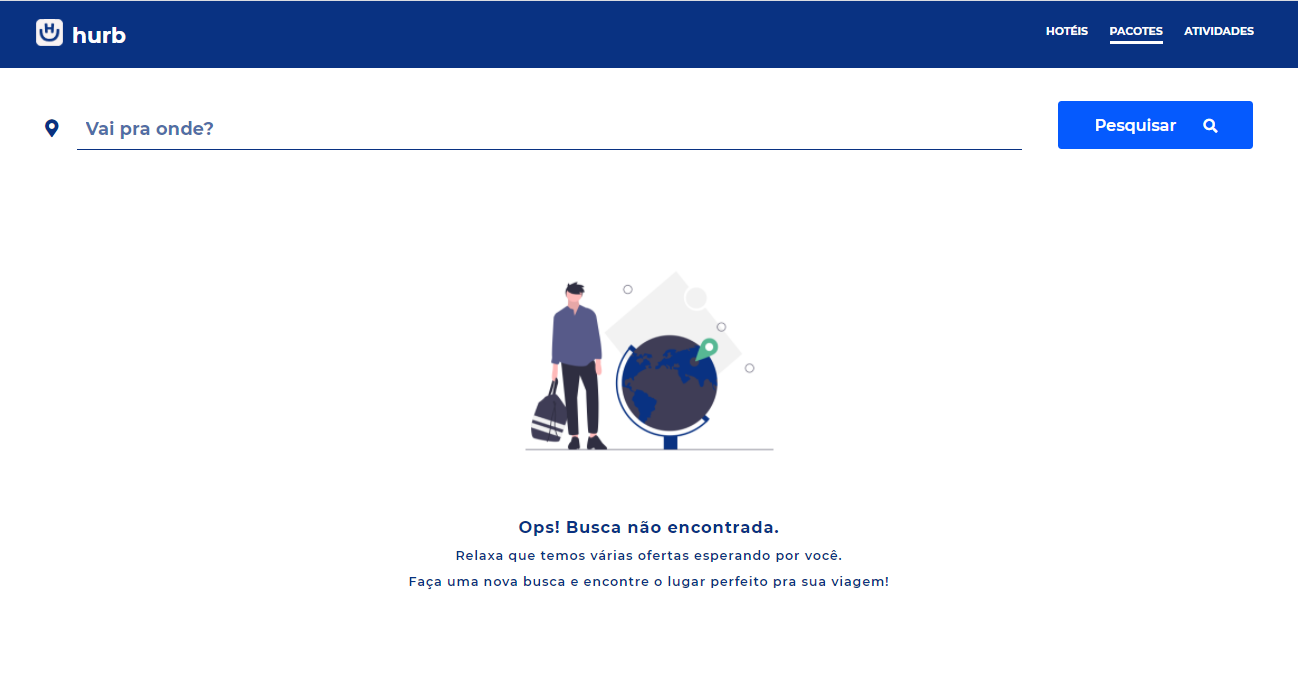 hurb
HOTÉIS PACOTES ATIVIDADES
Vai pra onde?
Pesquisar
Ops! Busca não encontrada.
Relaxa que temos várias ofertas esperando por você.
Faça uma nova busca e encontre o lugar perfeito pra sua viagem!